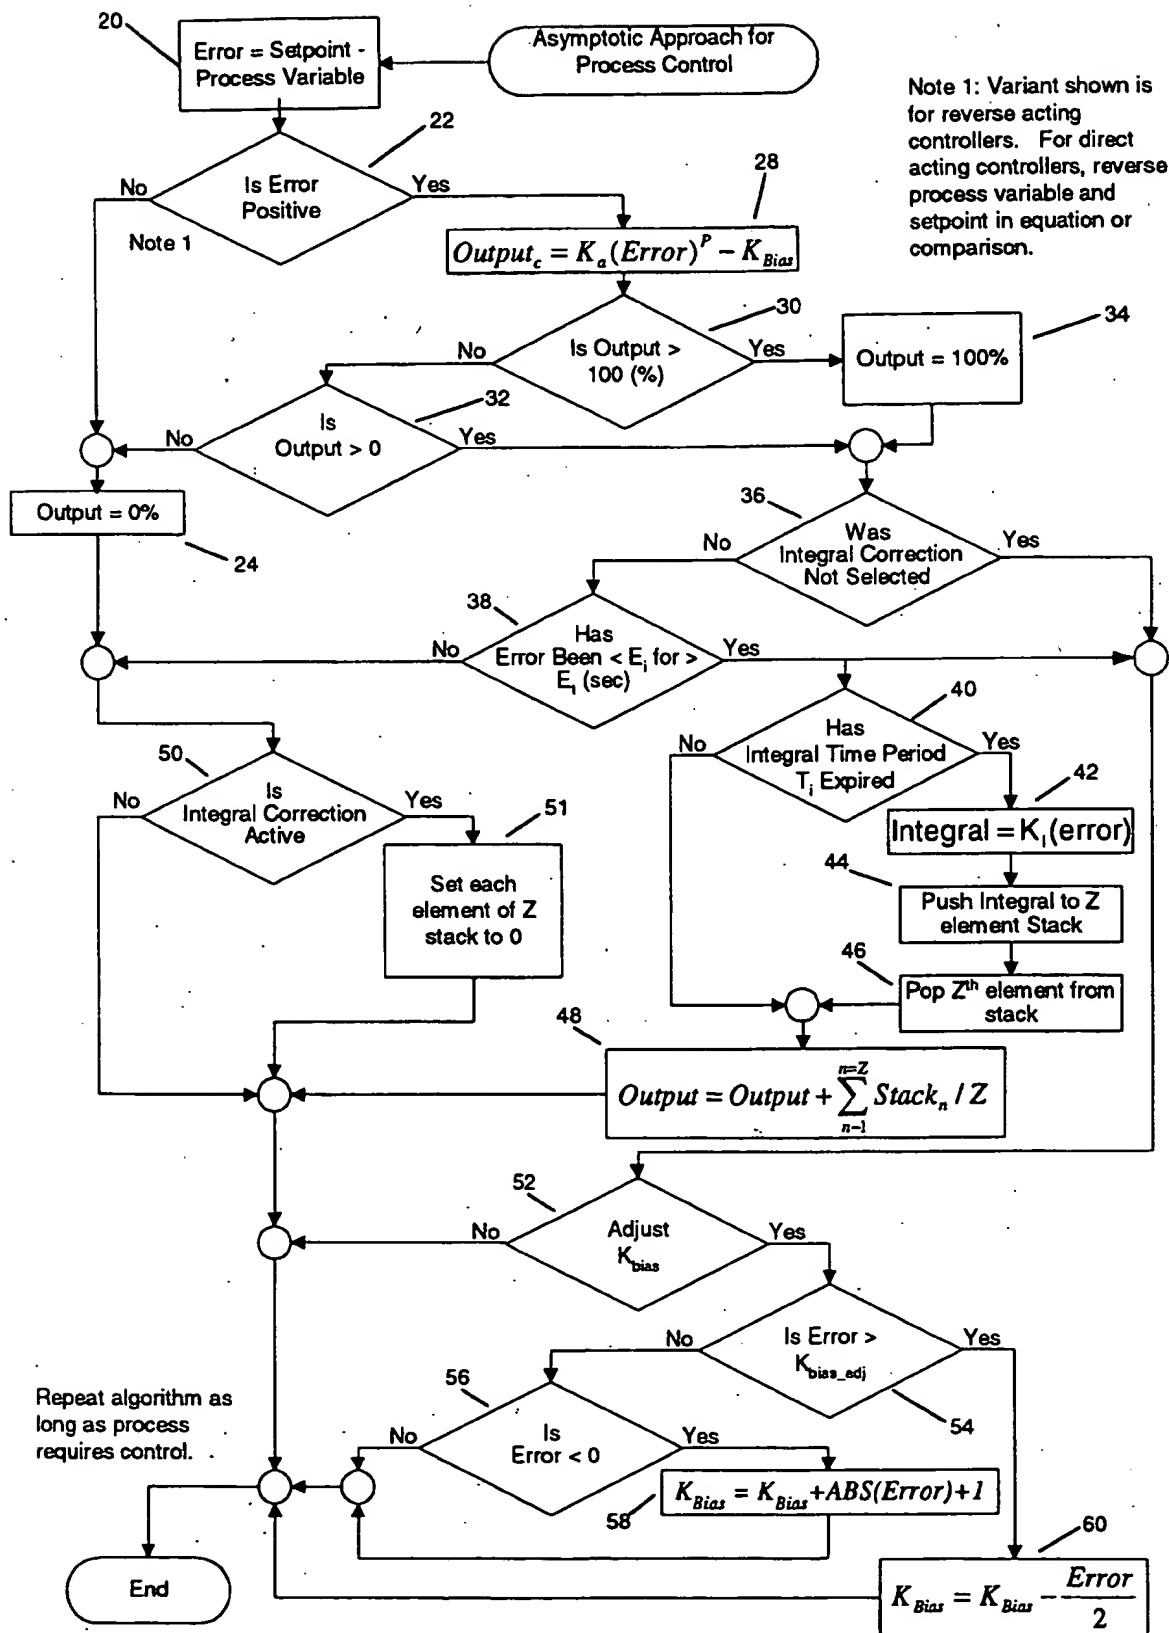 20
Error = Setpoint -
Process Variable
Asymptotic Approach for
Process Control
Note 1: Variant shown is
for reverse acting
controllers. For direct
acting controllers, reverse
process variable and
setpoint in equation or
comparison.
22
No
Is Error
Positive
Yes
Note 1
28
Output_c = K_a(Error)^P - K_Bias
30
No
Is Output >
100 (%)
Yes
34
Output = 100%
32
No
Is
Output > 0
Yes
Output = 0%
24
36
No
Was
Integral Correction
Not Selected
Yes
38
No
Has
Error Been < E_i for >
E_i (sec)
Yes
40
No
Has
Integral Time Period
T_i Expired
Yes
42
Integral = K_i(error)
44
Push Integral to Z
element Stack
46
Pop Z^th element from
stack
50
No
Is
Integral Correction
Active
Yes
51
Set each
element of Z
stack to 0
48
Output = Output + ∑_{n-1}^{n=Z} Stack_n / Z
52
No
Adjust
K_bias
Yes
No
Is Error >
K_bias_adj
Yes
54
Repeat algorithm as
long as process
requires control.
56
No
Is
Error < 0
Yes
K_Bias = K_Bias+ABS(Error)+1
58
60
K_Bias = K_Bias - Error/2
End